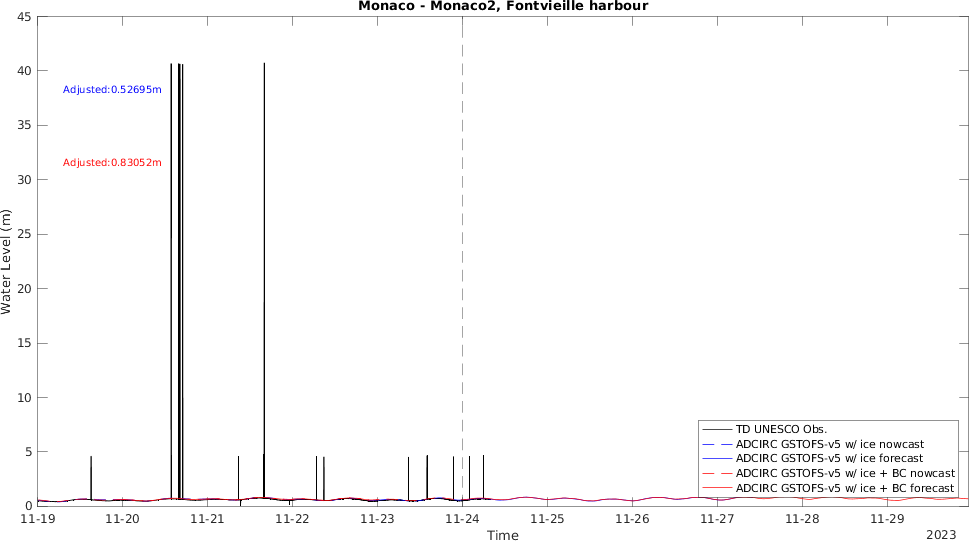 Monaco - Monaco2, Fontvieille harbour
Water Level (m)
45
40
35
30
25
20
15
10
5
0
Adjusted:0.52695m
Adjusted:0.83052m
TD UNESCO Obs.
ADCIRC GSTOFS-v5 w/ ice nowcast
ADCIRC GSTOFS-v5 w/ ice forecast
ADCIRC GSTOFS-v5 w/ ice + BC nowcast
ADCIRC GSTOFS-v5 w/ ice + BC forecast
11-19 11-20 11-21 11-22 11-23 11-24 11-25 11-26 11-27 11-28 11-29
Time
2023